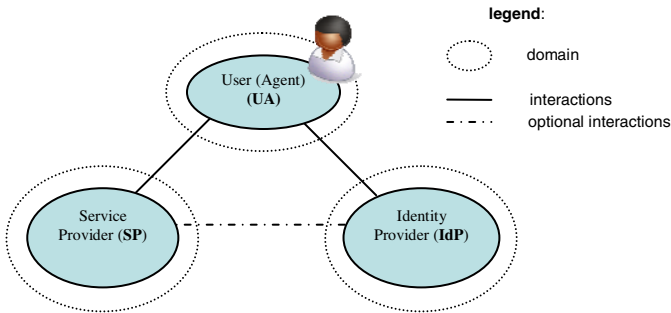 legend:
domain
interactions
optional interactions
User (Agent)
(UA)
Service
Provider (SP)
Identity
Provider (IdP)